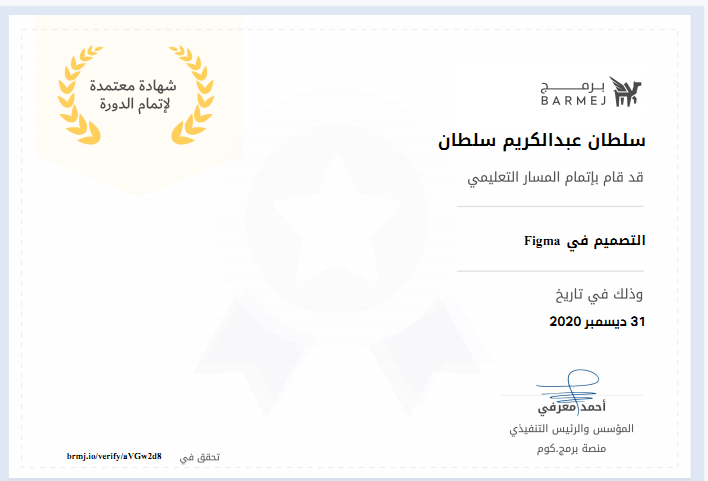 شهادة معتمدة
لإتمام الدورة
برمج
BARMEJ
سلطان عبدالكريم سلطان
قد قام بإتمام المسار التعليمي
التصميم في Figma
وذلك في تاريخ
31 ديسمبر 2020
أحمد معرفي
المؤسس والرئيس التنفيذي
منصة برمج.كوم
تحقق في brmj.io/verify/aVGw2d8